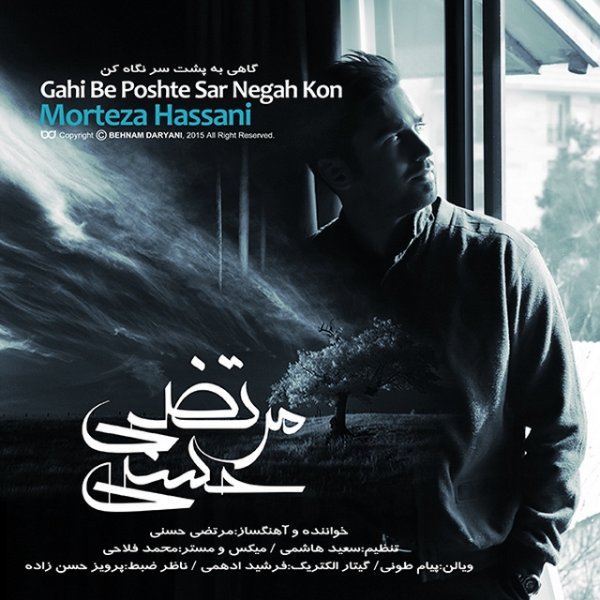 گاهی به پشت سر نگاه کن
Gahi Be Poshte Sar Negah Kon
Morteza Hassani
bd Copyright © BEHNAM DARYANI, 2015 All Right Reserved.
مرتضی
حسنی
خواننده و آهنگساز:مرتضی حسنی
تنظیم:سعید هاشمی / میکس و مستر:محمد فلاحی
ویالن:پیام طونی/ گیتار الکتریک:فرشید ادهمی/ ناظر ضبط:پرویز حسن زاده